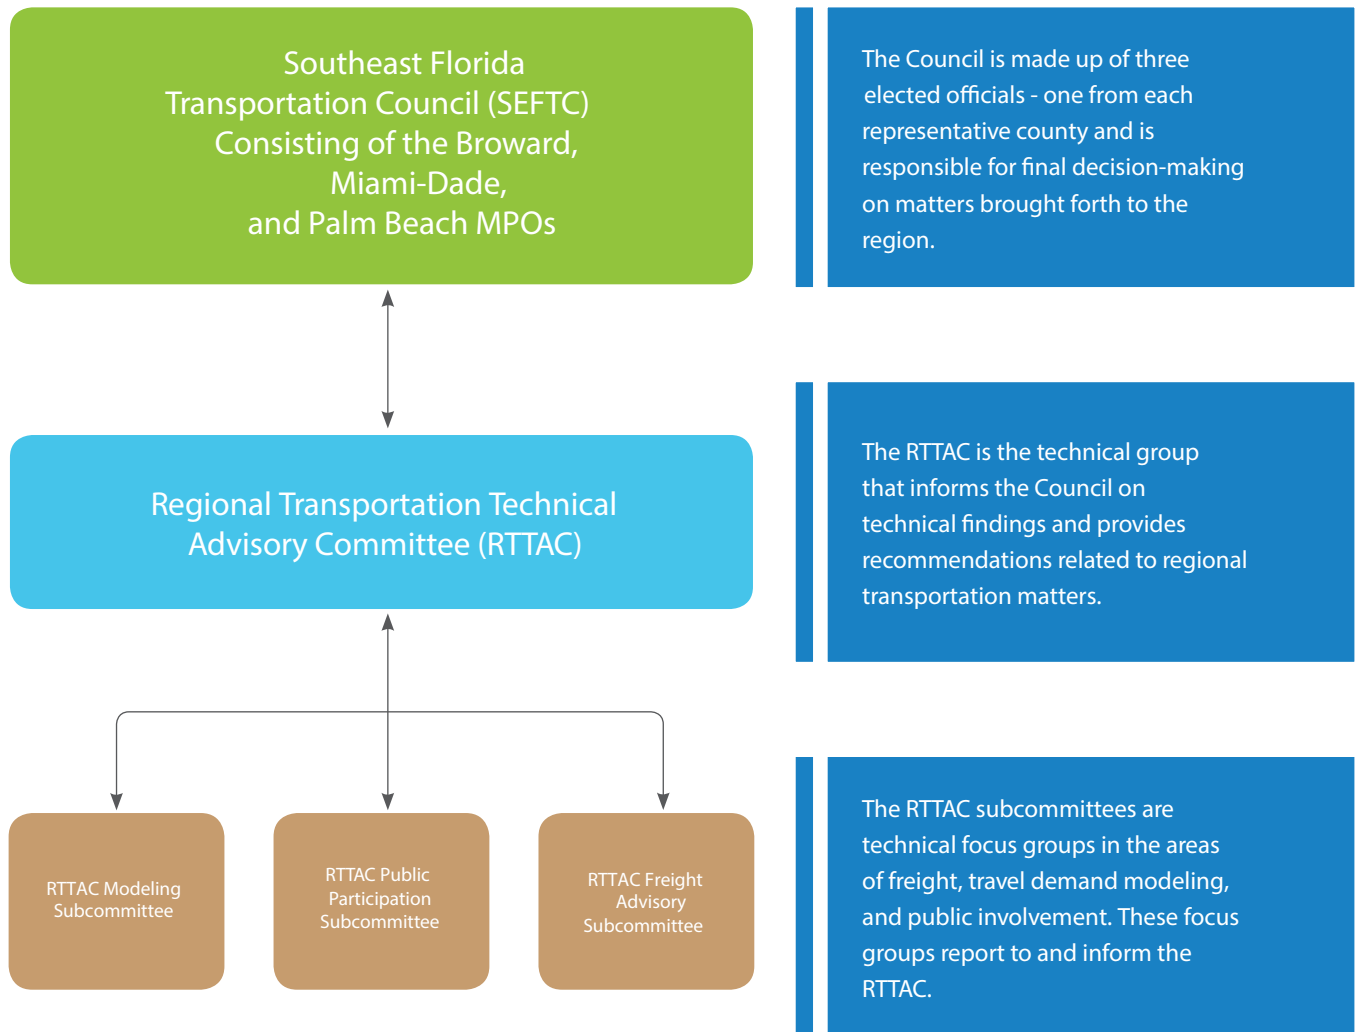 Southeast Florida
Transportation Council (SEFTC)
Consisting of the Broward,
Miami-Dade,
and Palm Beach MPOs
The Council is made up of three
elected officials - one from each
representative county and is
responsible for final decision-making
on matters brought forth to the
region.
Regional Transportation Technical
Advisory Committee (RTTAC)
The RTTAC is the technical group
that informs the Council on
technical findings and provides
recommendations related to regional
transportation matters.
RTTAC Modeling
Subcommittee
RTTAC Public
Participation
Subcommittee
RTTAC Freight
Advisory
Subcommittee
The RTTAC subcommittees are
technical focus groups in the areas
of freight, travel demand modeling,
and public involvement. These focus
groups report to and inform the
RTTAC.